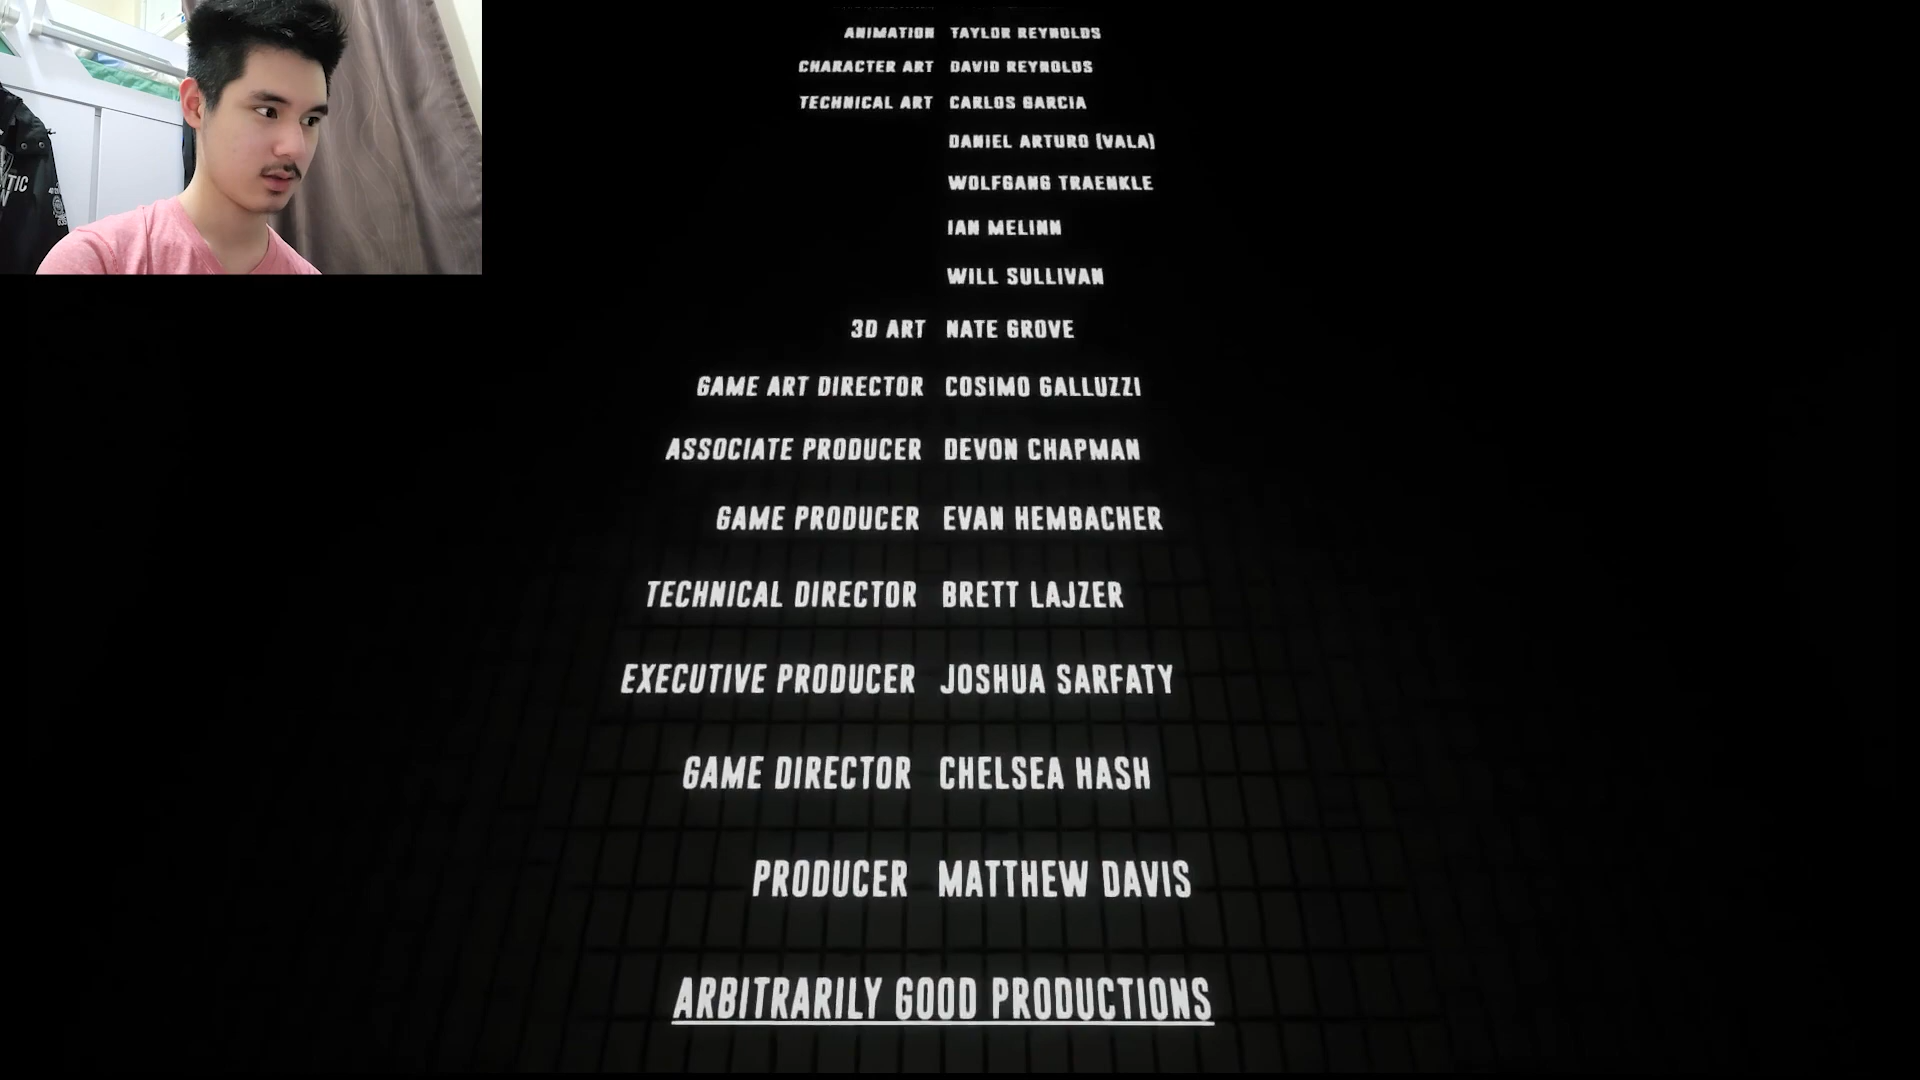 ANIMATION TAYLOR REYNOLDS
CHARACTER ART DAVID REYNOLDS
TECHNICAL ART CARLOS GARCIA
DANIEL ARTURO (VALA)
WOLFGANG TRAENKLE
IAN MELINN
WILL SULLIVAN
3D ART NATE GROVE
GAME ART DIRECTOR COSIMO GALLUZZI
ASSOCIATE PRODUCER DEVON CHAPMAN
GAME PRODUCER EVAN HEMBACHER
TECHNICAL DIRECTOR BRETT LAJZER
EXECUTIVE PRODUCER JOSHUA SARFATY
GAME DIRECTOR CHELSEA HASH
PRODUCER MATTHEW DAVIS
ARBITRARILY GOOD PRODUCTIONS